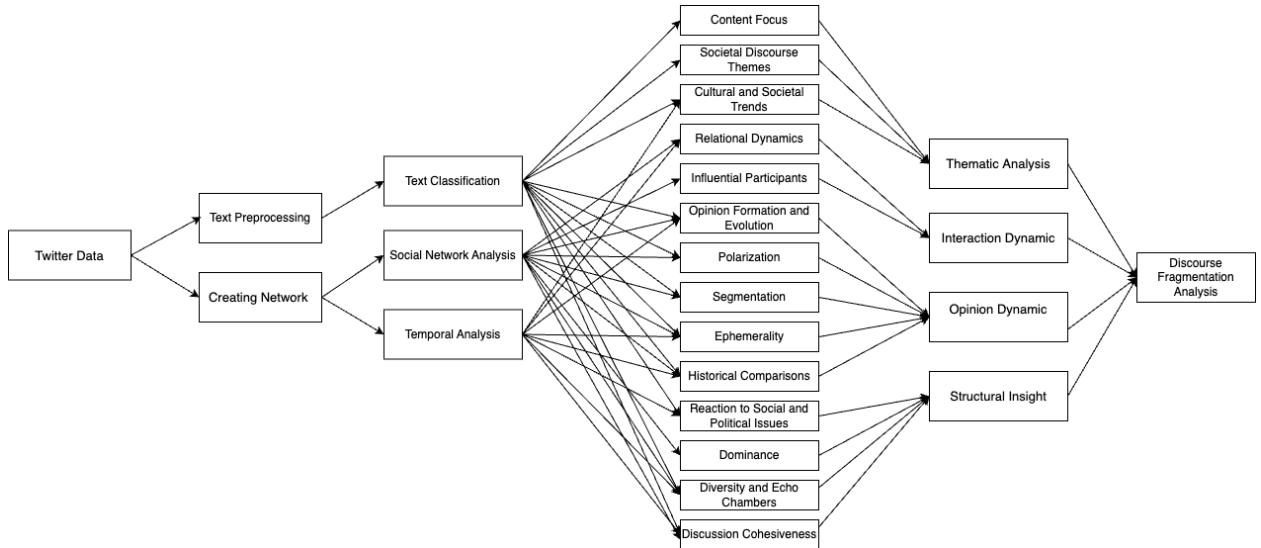 Twitter Data
Text Preprocessing
Creating Network
Text Classification
Social Network Analysis
Temporal Analysis
Content Focus
Societal Discourse
Themes
Cultural and Societal
Trends
Relational Dynamics
Influential Participants
Opinion Formation and
Evolution
Polarization
Segmentation
Ephemerality
Historical Comparisons
Reaction to Social and
Political Issues
Dominance
Diversity and Echo
Chambers
Discussion Cohesiveness
Thematic Analysis
Interaction Dynamic
Opinion Dynamic
Structural Insight
Discourse
Fragmentation
Analysis